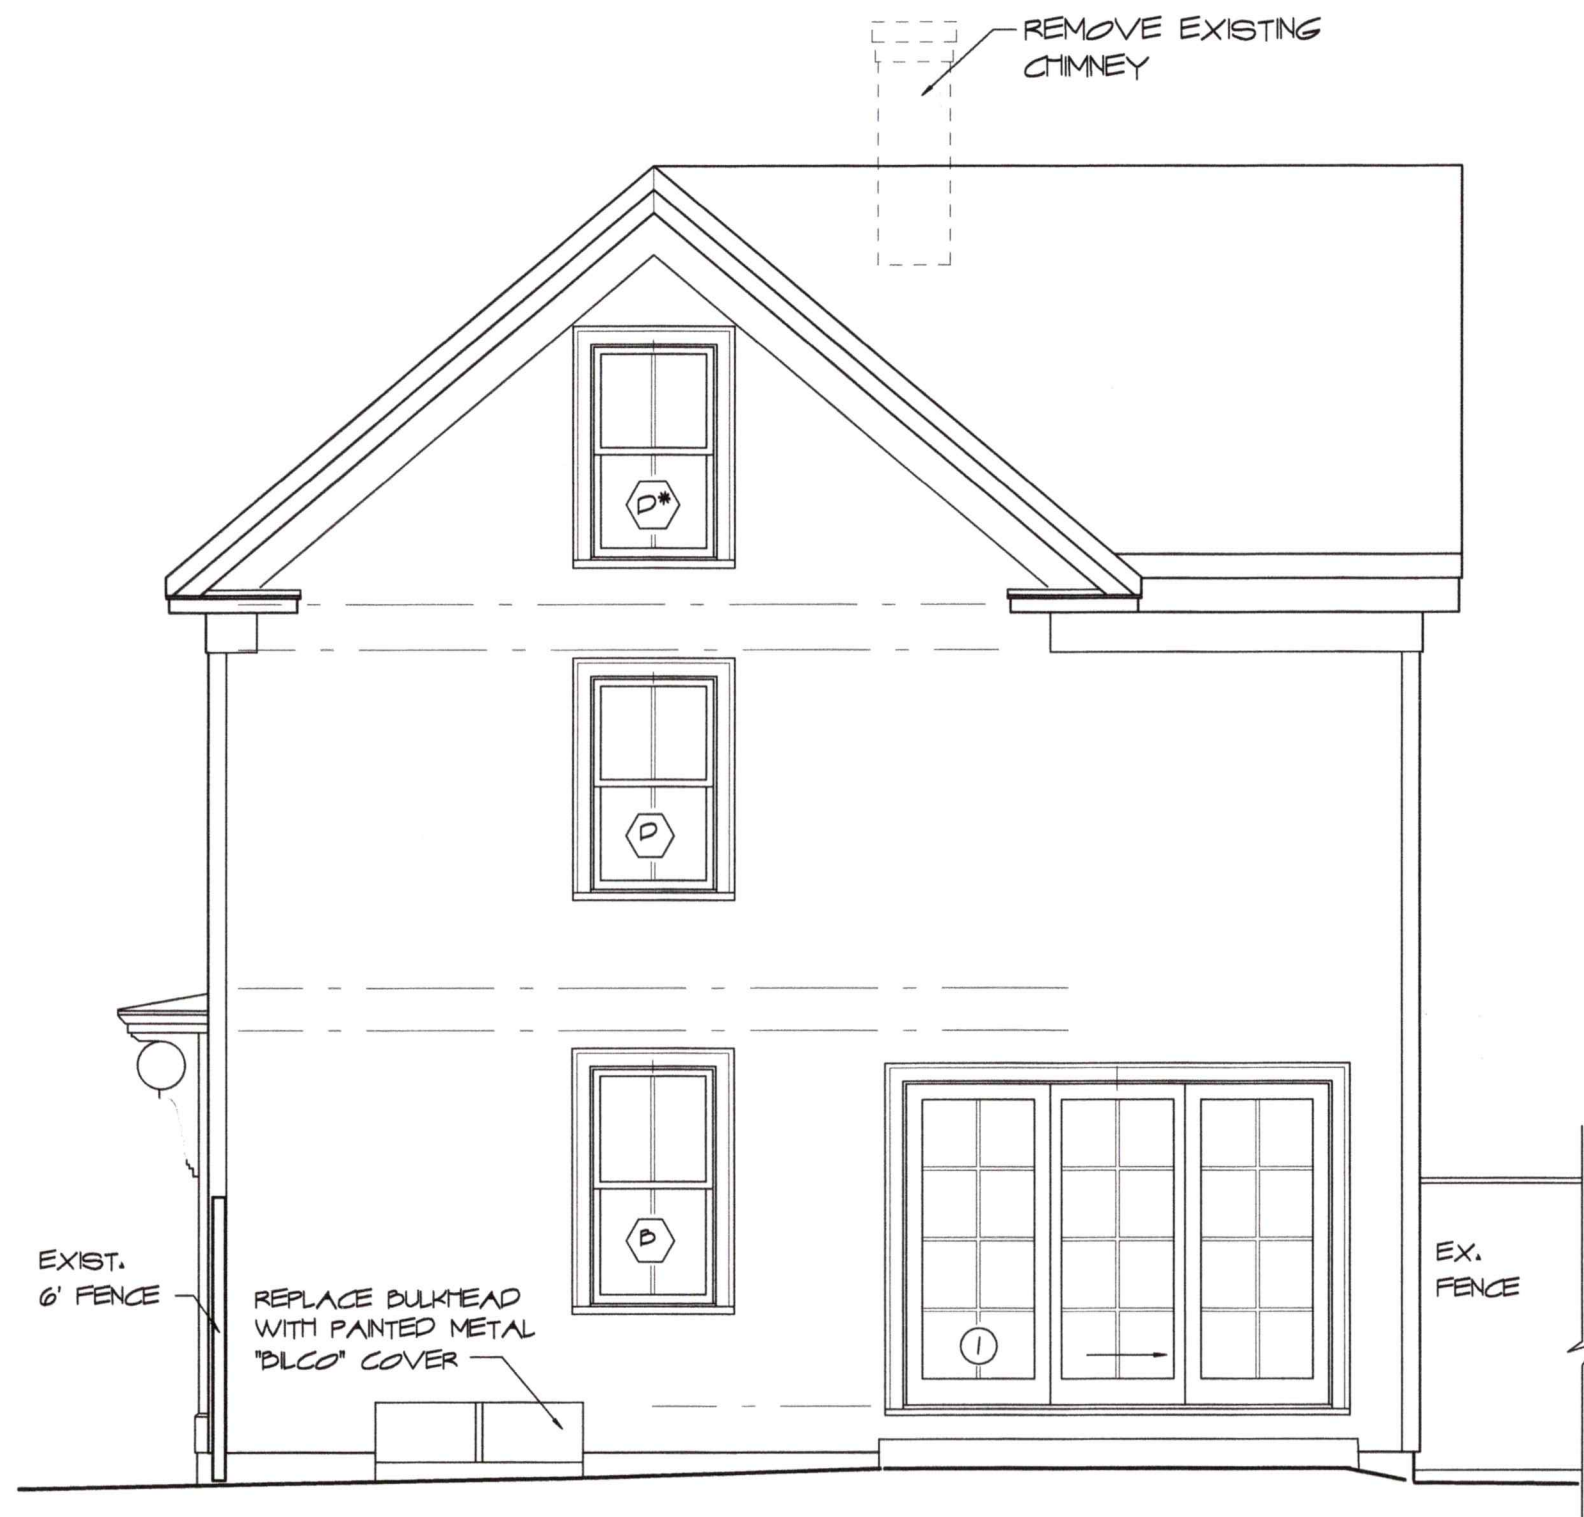 REMOVE EXISTING
CHIMNEY
D*
D
B
EXIST.
6' FENCE
REPLACE BULKHEAD
WITH PAINTED METAL
"BILCO" COVER
1
EX.
FENCE